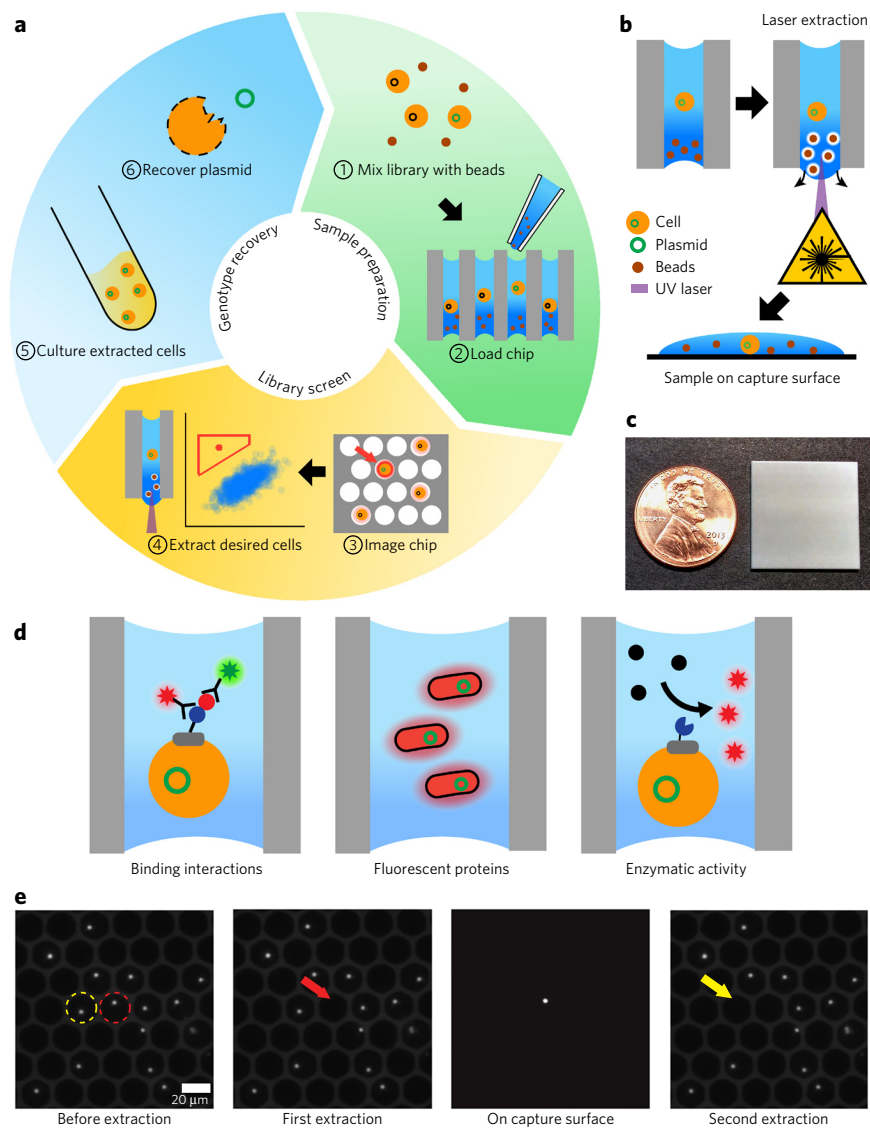 a
⑥Recover plasmid
①Mix library with beads
Genotype recovery
Sample preparation
Library screen
⑤Culture extracted cells
②Load chip
④Extract desired cells
③Image chip
b
Laser extraction
Cell
Plasmid
Beads
UV laser
Sample on capture surface
c
LIBERTY
2013
D
d
Binding interactions
Fluorescent proteins
Enzymatic activity
e
20 µm
Before extraction
First extraction
On capture surface
Second extraction